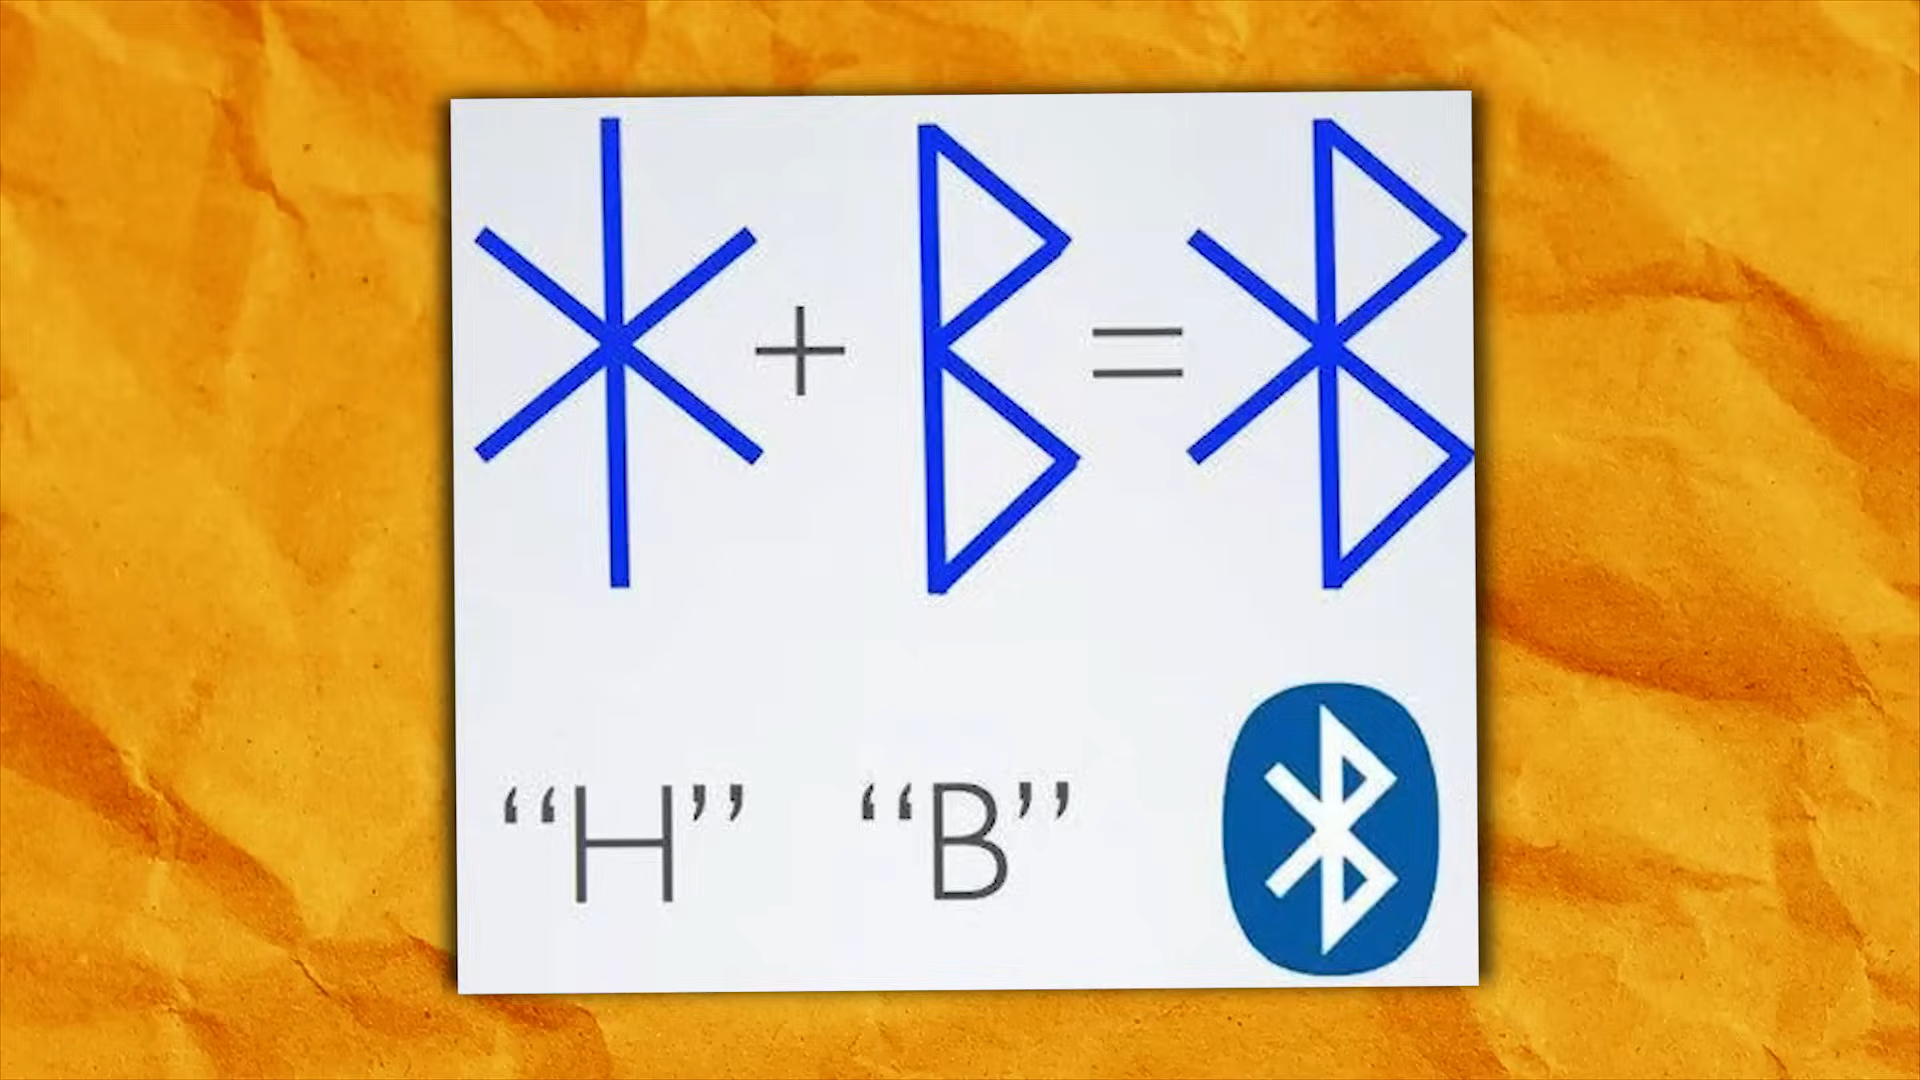 ᚼ + ᛒ =
“H” “B”